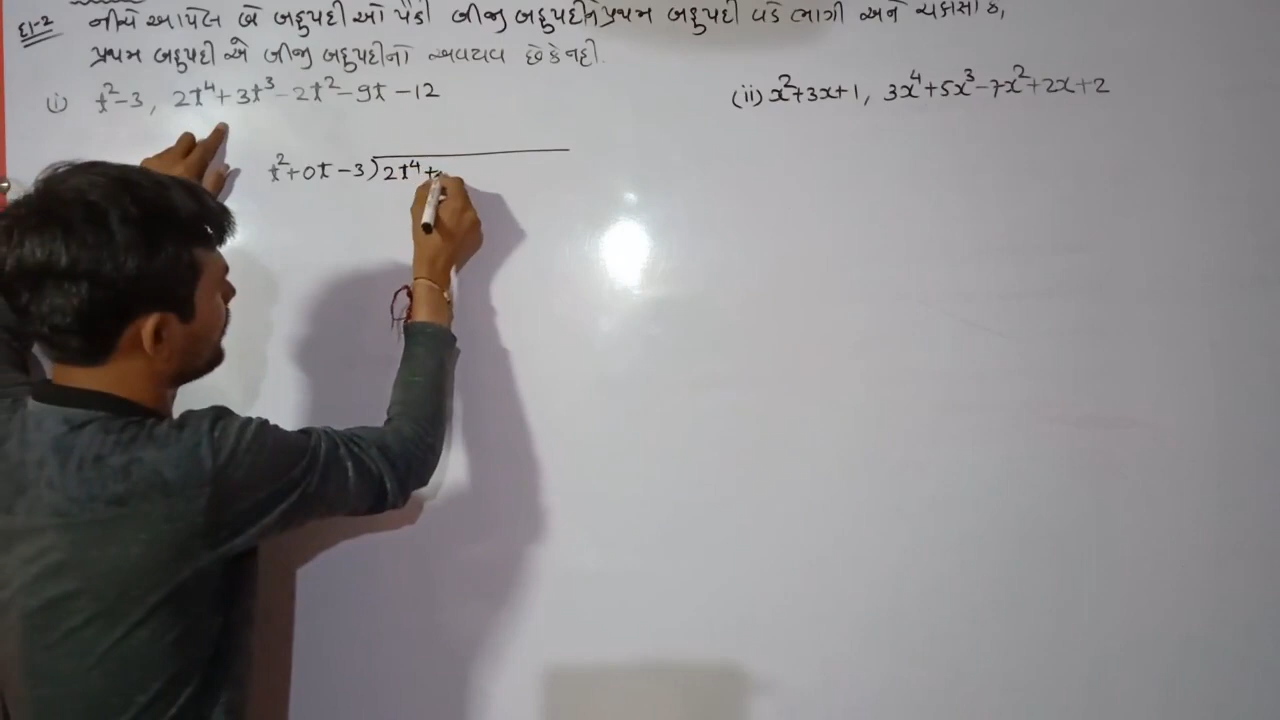 દા-2 નીચે આપેલ બે બહુપદી ઓ પૈકી બીજી બહુપદીને પ્રથમ બહુપદી વડે ભાગી અને ચકાસો કે,
પ્રથમ બહુપદી એ બીજી બહુપદીનો અવયવ છે કે નહી.
(i) t²-3, 2t⁴+3t³-2t²-9t-12
(ii) x²+3x+1, 3x⁴+5x³-7x²+2x+2
t²+0t-3)2t⁴+